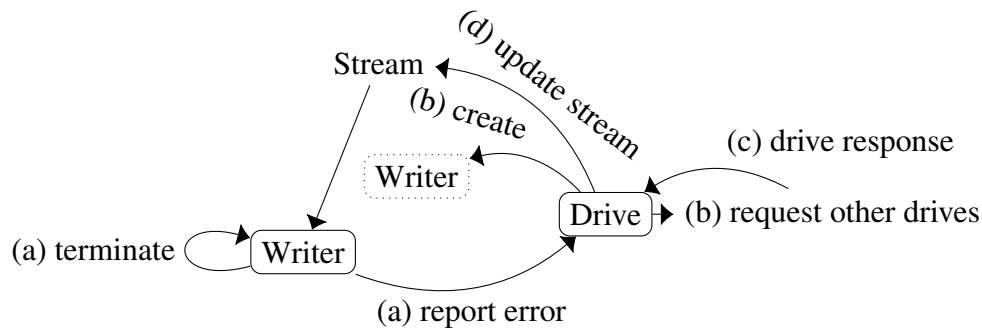 (d) update stream
Stream
(b) create
(c) drive response
Writer
Drive
(b) request other drives
(a) terminate
Writer
(a) report error